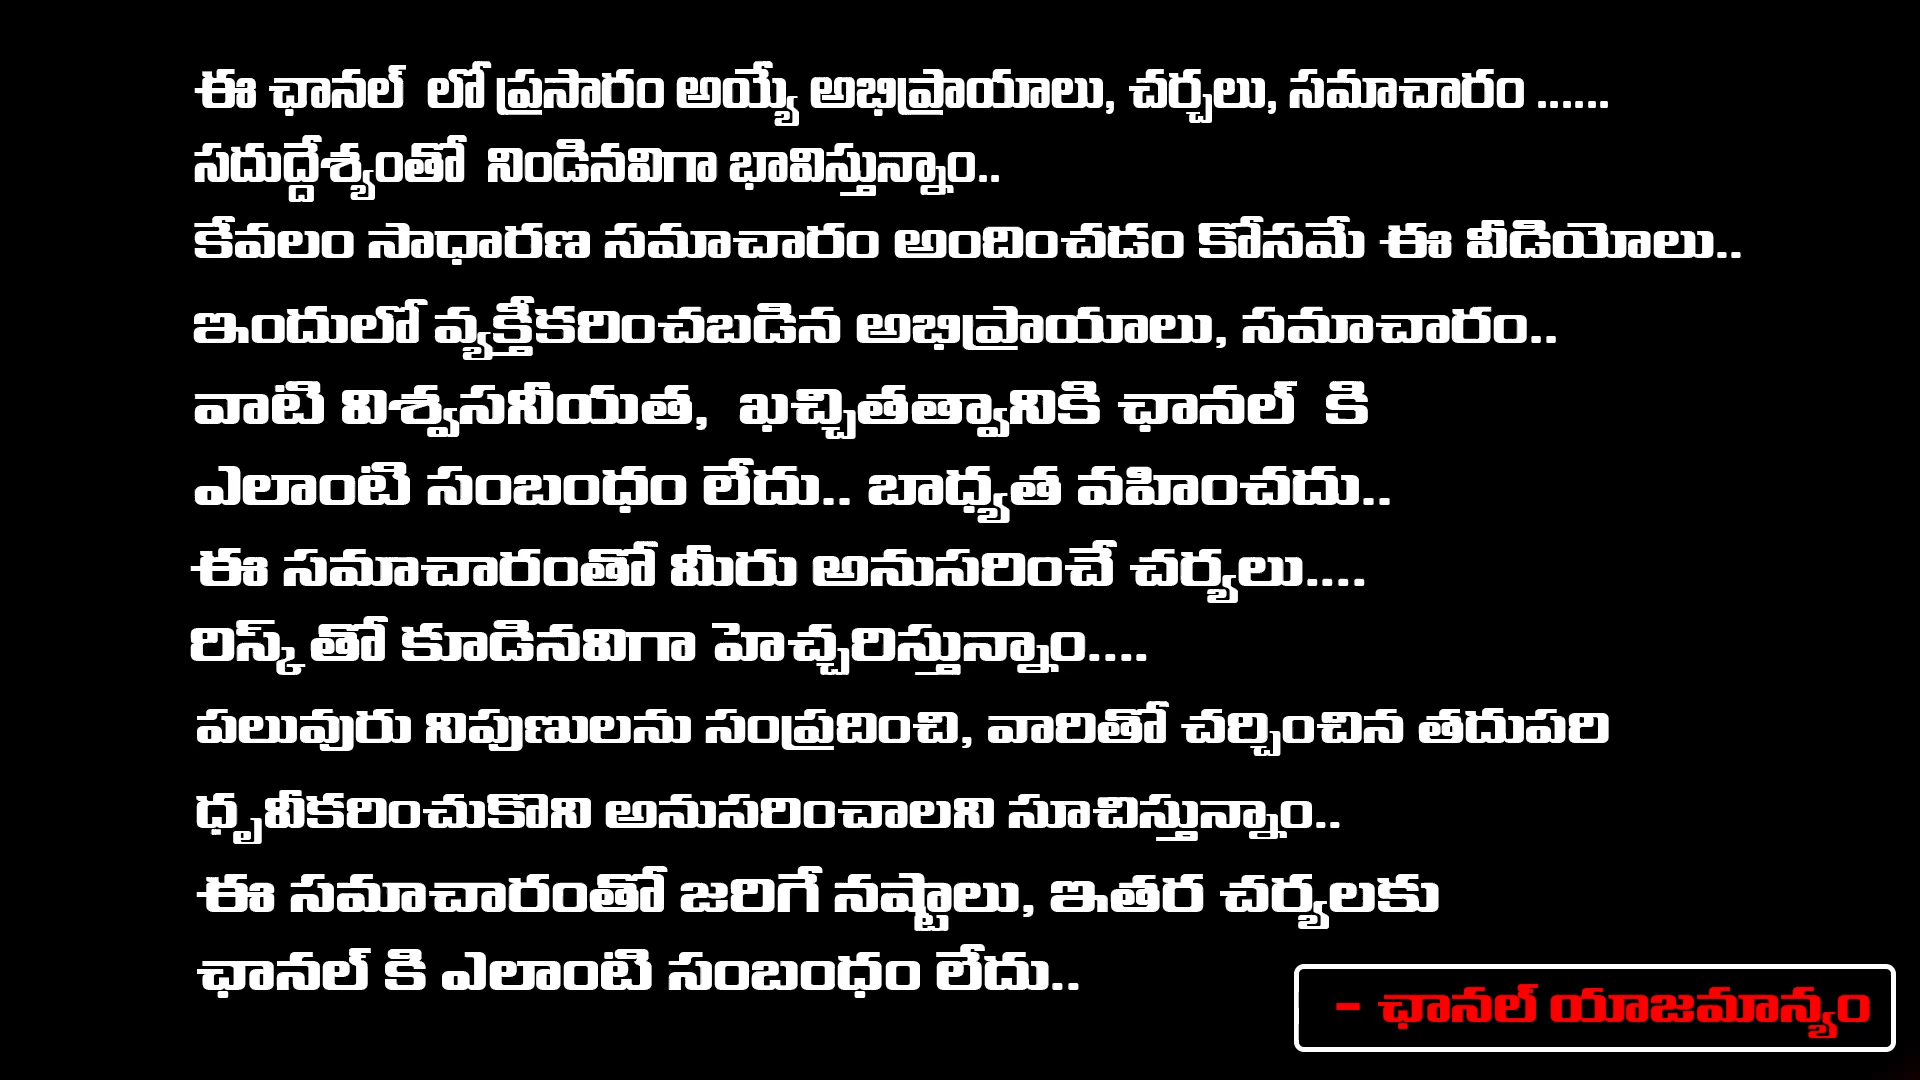 ఈ ఛానల్ లో ప్రసారం అయ్యే అభిప్రాయాలు, చర్చలు, సమాచారం ......
సదుద్దేశ్యంతో నిండినవిగా భావిస్తున్నాం..
కేవలం సాధారణ సమాచారం అందించడం కోసమే ఈ వీడియోలు..
ఇందులో వ్యక్తీకరించబడిన అభిప్రాయాలు, సమాచారం..
వాటి విశ్వసనీయత, ఖచ్చితత్వానికి ఛానల్ కి
ఎలాంటి సంబంధం లేదు.. బాధ్యత వహించదు..
ఈ సమాచారంతో మీరు అనుసరించే చర్యలు....
రిస్క్ తో కూడినవిగా హెచ్చరిస్తున్నాం....
పలువురు నిపుణులను సంప్రదించి, వారితో చర్చించిన తదుపరి
ధృవీకరించుకొని అనుసరించాలని సూచిస్తున్నాం..
ఈ సమాచారంతో జరిగే నష్టాలు, ఇతర చర్యలకు
ఛానల్ కి ఎలాంటి సంబంధం లేదు..
- ఛానల్ యాజమాన్యం